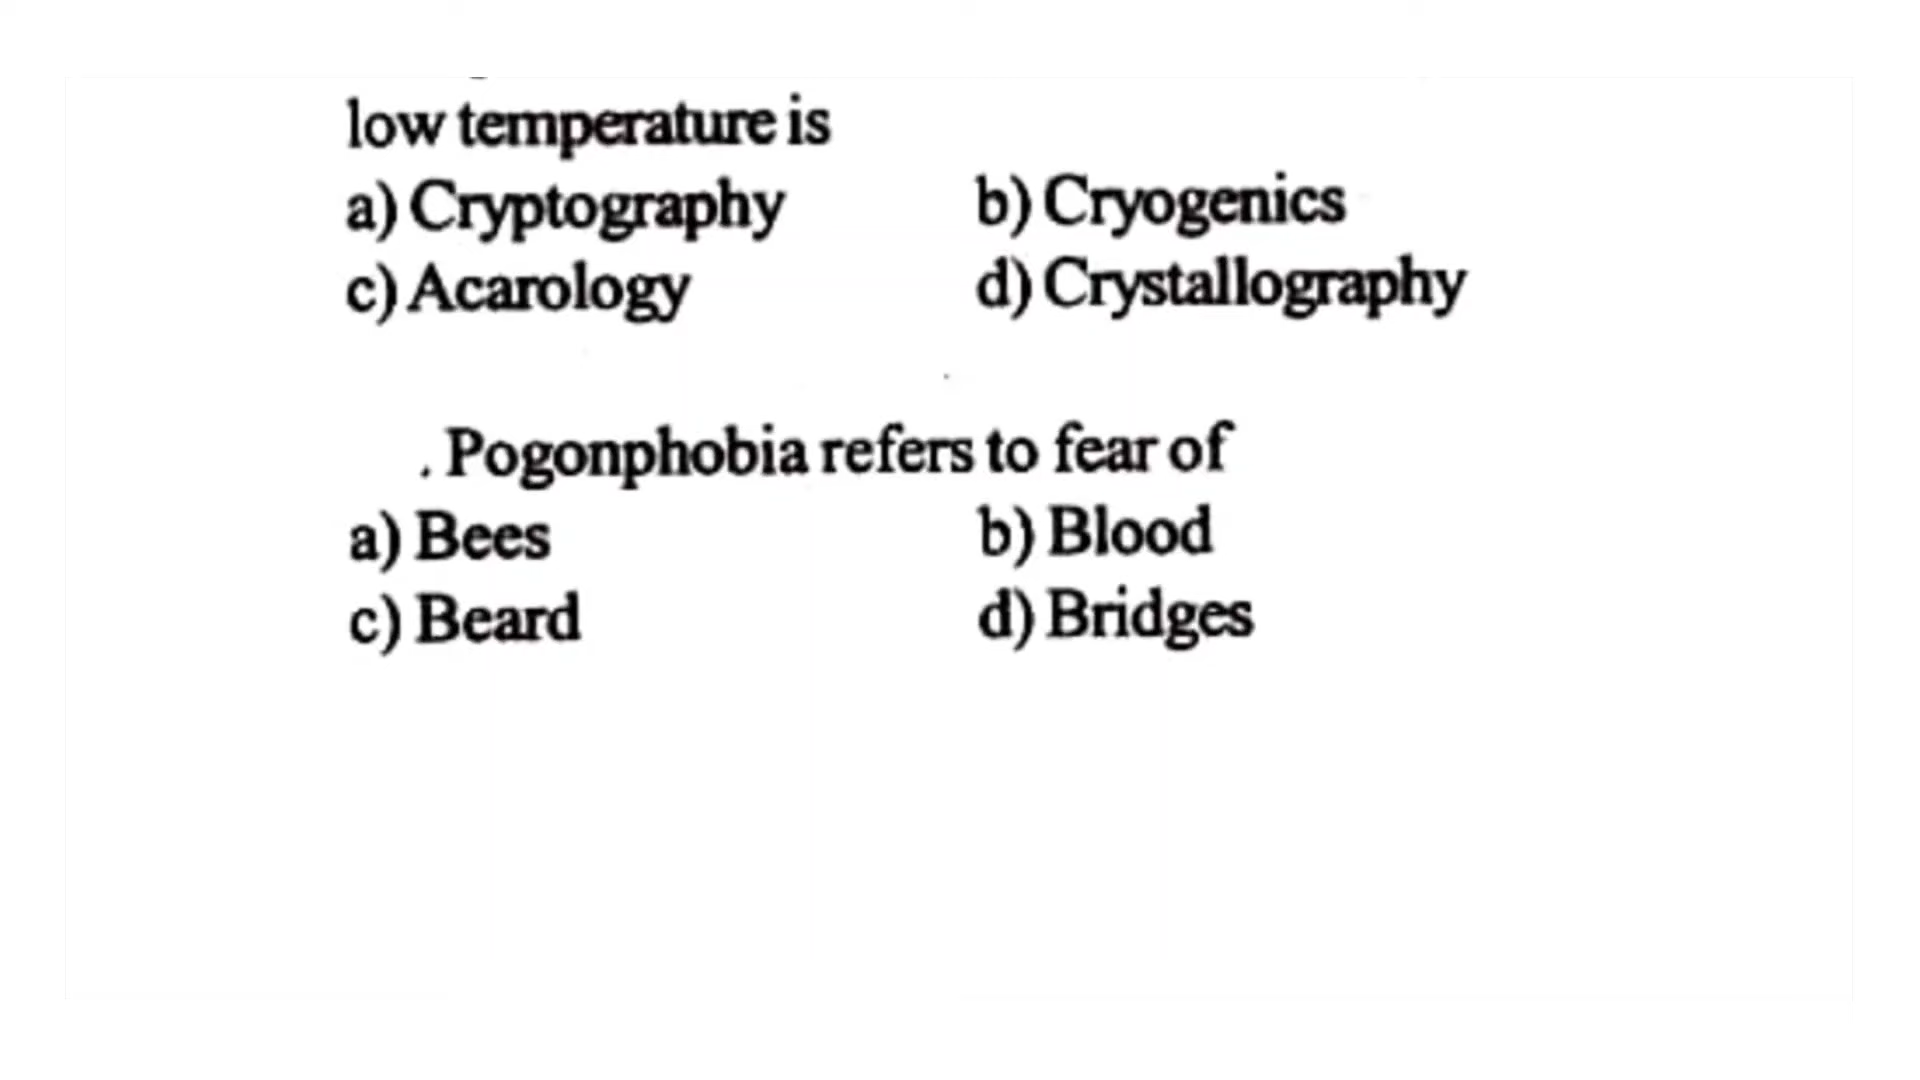 low temperature is
a) Cryptography b) Cryogenics
c) Acarology d) Crystallography
. Pogonphobia refers to fear of
a) Bees b) Blood
c) Beard d) Bridges